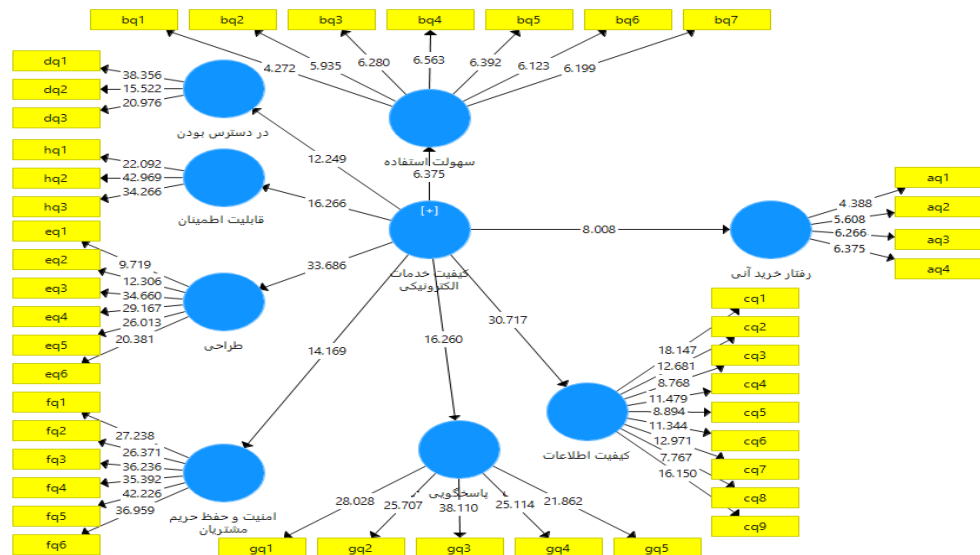 bq1
bq2
bq3
bq4
bq5
bq6
bq7
4.272
5.935
6.280
6.563
6.392
6.123
6.199
سهولت استفاده
6.375
dq1
dq2
dq3
38.356
15.522
20.976
در دسترس بودن
12.249
hq1
hq2
hq3
22.092
42.969
34.266
قابلیت اطمینان
16.266
[+]
کیفیت خدمات
الکترونیکی
8.008
رفتار خرید آنی
4.388
5.608
6.266
6.375
aq1
aq2
aq3
aq4
eq1
eq2
eq3
eq4
eq5
eq6
9.719
12.306
34.660
29.167
26.013
20.381
طراحی
33.686
fq1
fq2
fq3
fq4
fq5
fq6
27.238
26.371
36.236
35.392
42.226
36.959
امنیت و حفظ حریم
مشتریان
14.169
16.260
پاسخگویی
28.028
25.707
38.110
25.114
21.862
gq1
gq2
gq3
gq4
gq5
30.717
کیفیت اطلاعات
18.147
12.681
8.768
11.479
8.894
11.344
12.971
7.767
16.150
cq1
cq2
cq3
cq4
cq5
cq6
cq7
cq8
cq9